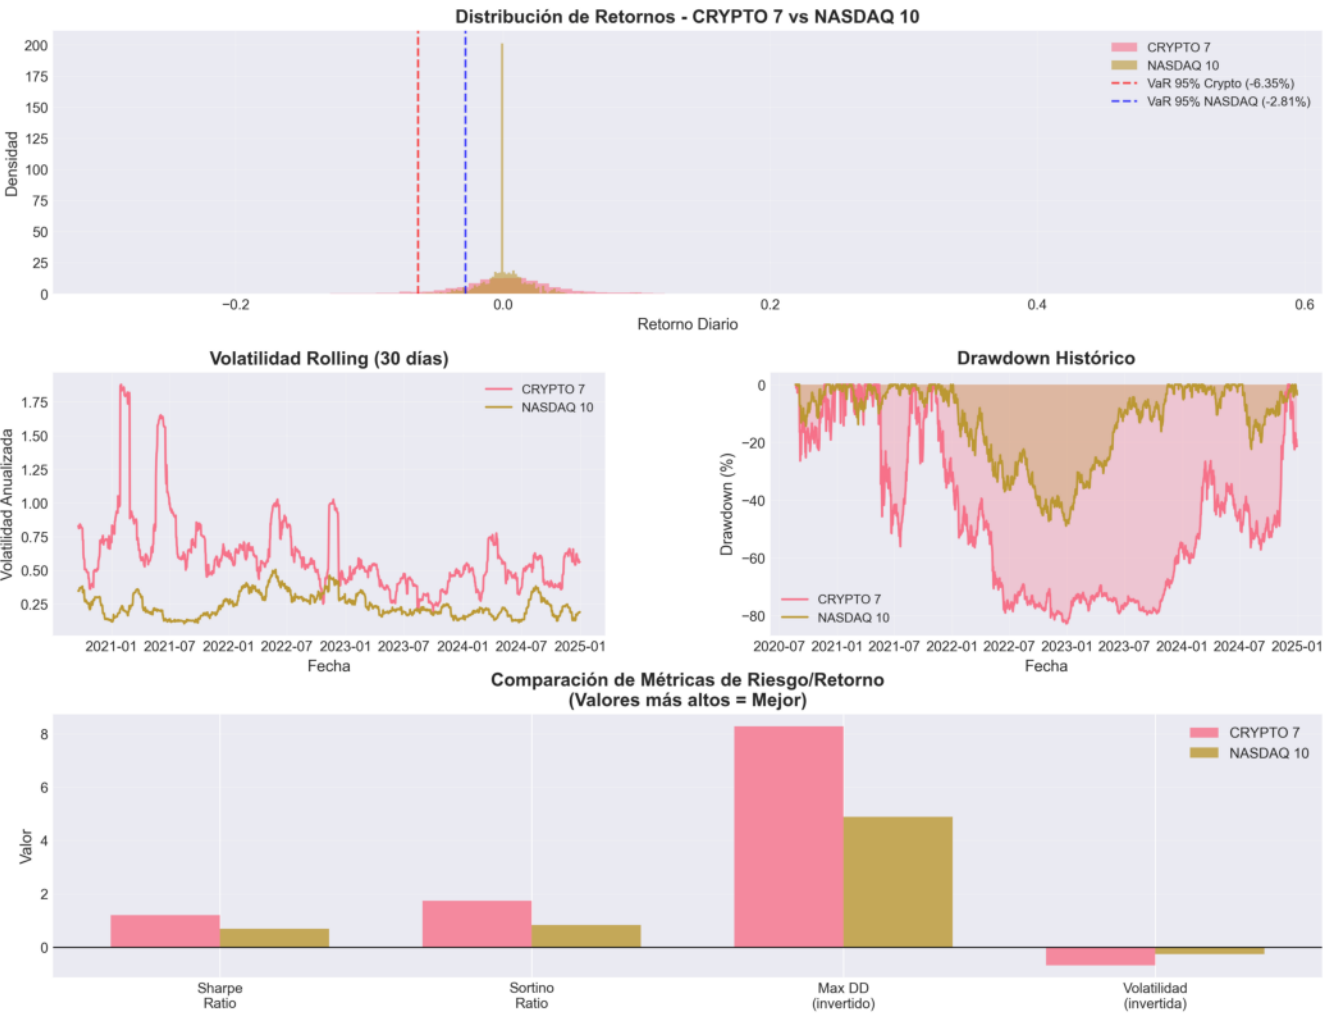 Distribución de Retornos - CRYPTO 7 vs NASDAQ 10
200
175
150
125
100
75
50
25
0
Densidad
CRYPTO 7
NASDAQ 10
VaR 95% Crypto (-6.35%)
VaR 95% NASDAQ (-2.81%)
−0.2 0.0 0.2 0.4 0.6
Retorno Diario
Volatilidad Rolling (30 días)
1.75
1.50
1.25
1.00
0.75
0.50
0.25
Volatilidad Anualizada
CRYPTO 7
NASDAQ 10
2021-01 2021-07 2022-01 2022-07 2023-01 2023-07 2024-01 2024-07 2025-01
Fecha
Drawdown Histórico
0
−20
−40
−60
−80
Drawdown (%)
CRYPTO 7
NASDAQ 10
2020-07 2021-01 2021-07 2022-01 2022-07 2023-01 2023-07 2024-01 2024-07 2025-01
Fecha
Comparación de Métricas de Riesgo/Retorno
(Valores más altos = Mejor)
8
6
4
2
0
Valor
CRYPTO 7
NASDAQ 10
Sharpe
Ratio
Sortino
Ratio
Max DD
(invertido)
Volatilidad
(invertida)